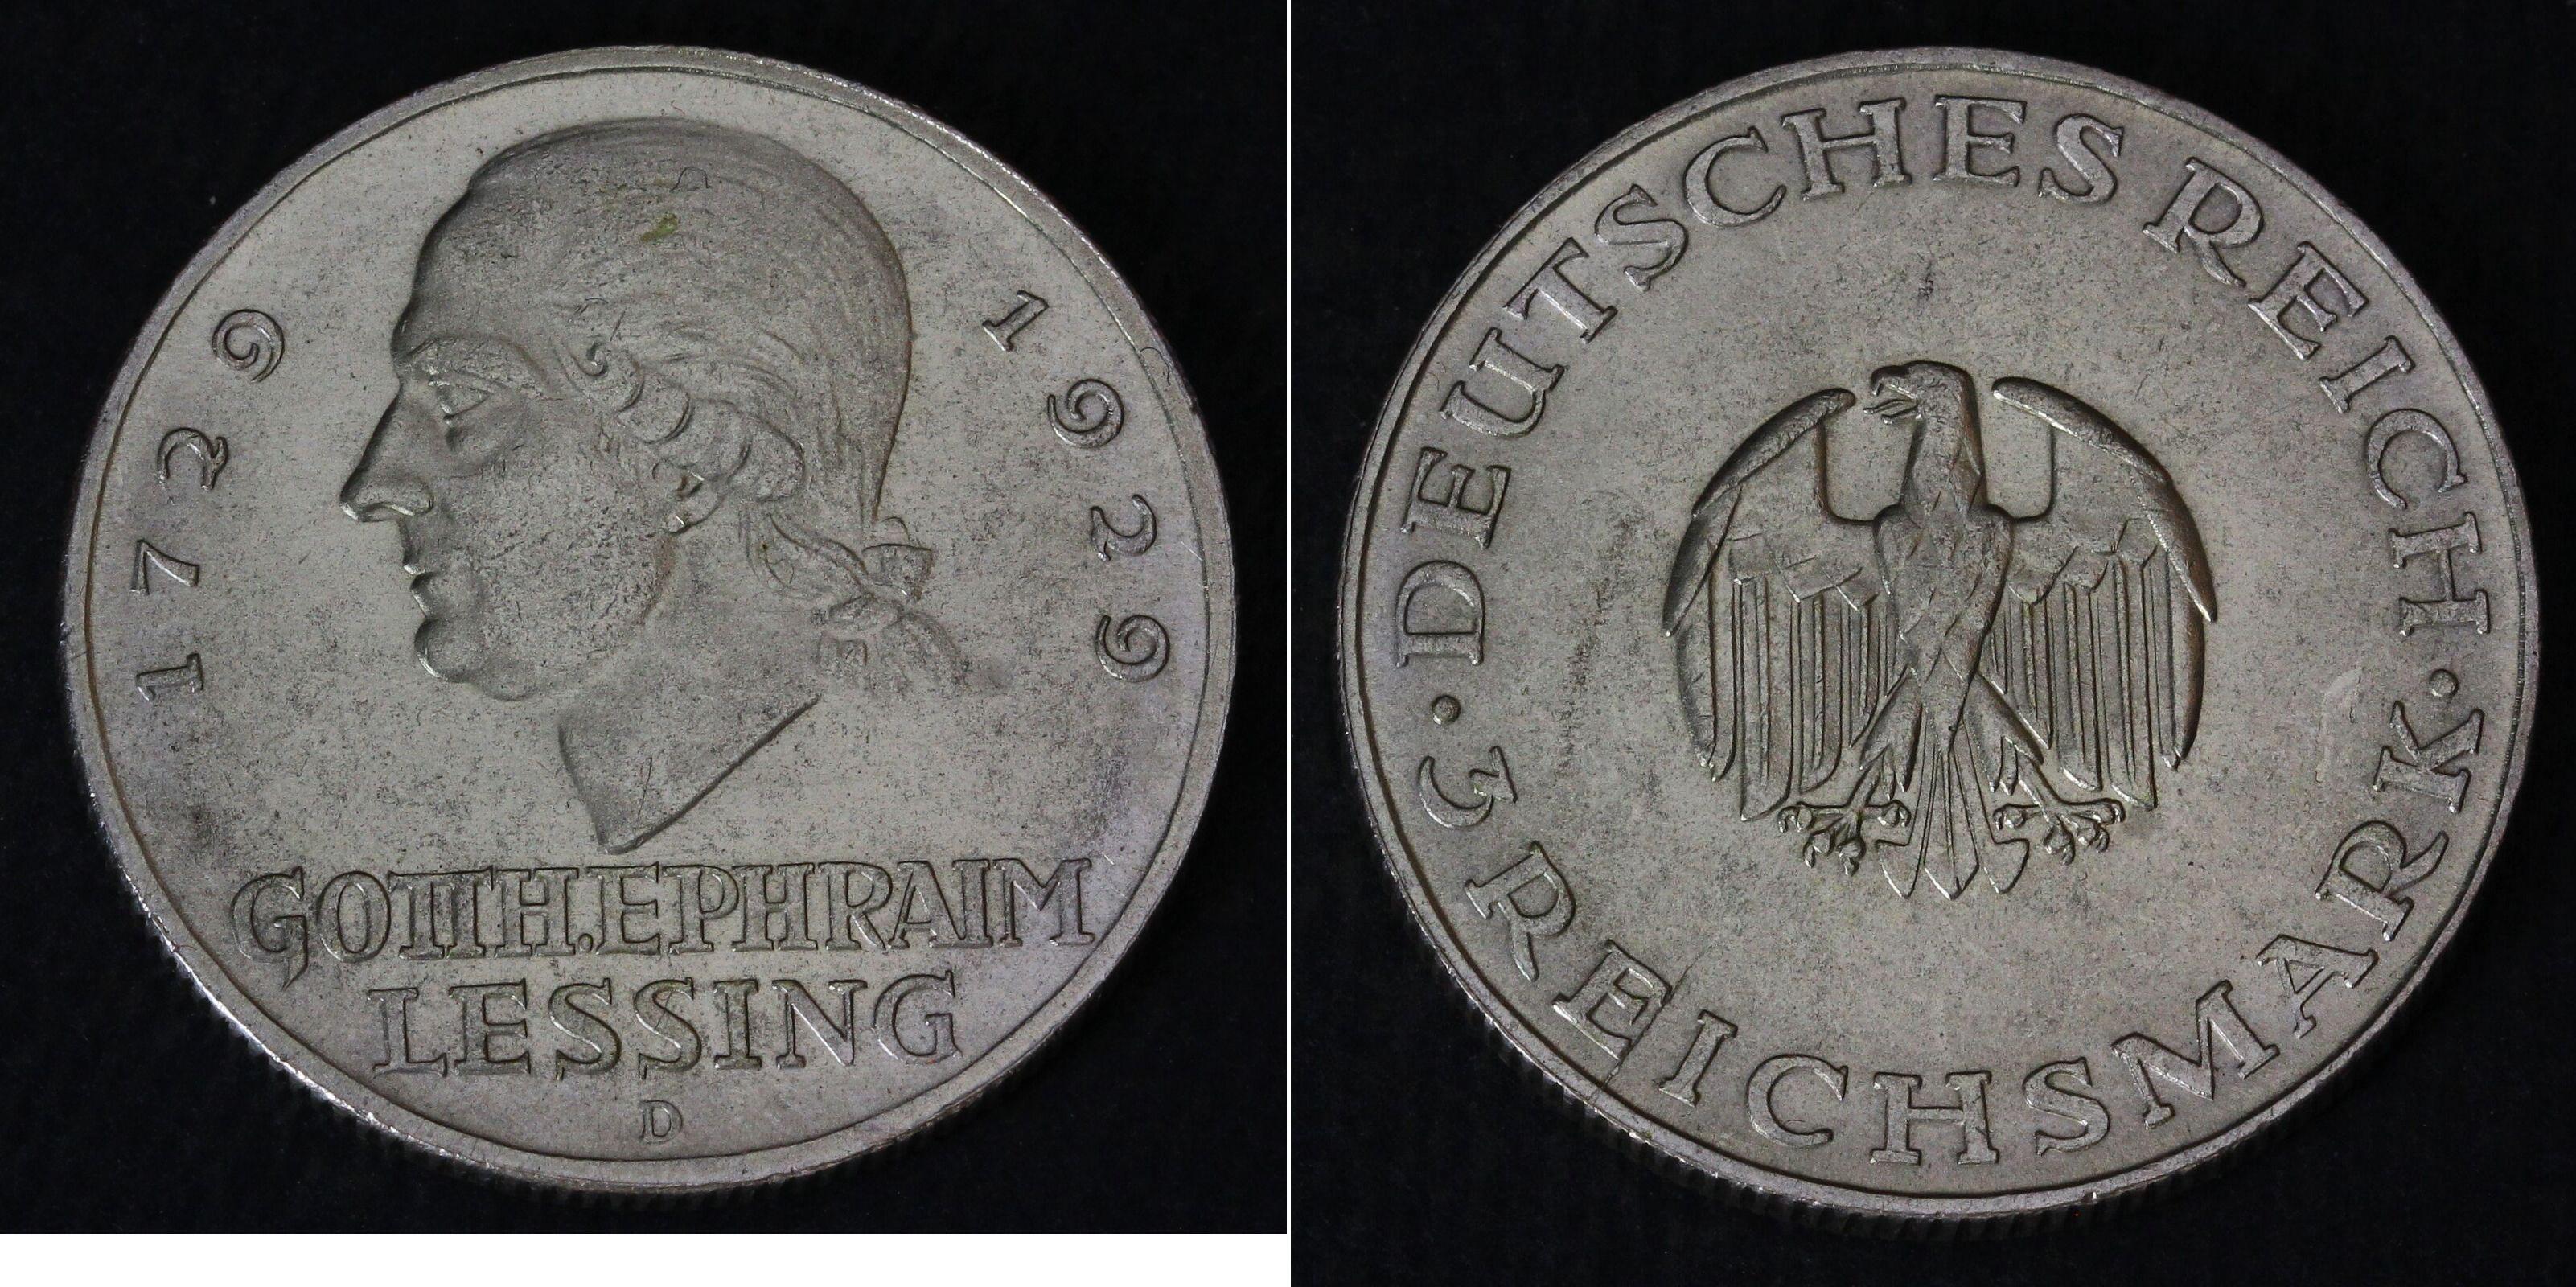 1729
1929
GOTTH.EPHRAIM
LESSING
D
·DEUTSCHES REICH·
3 REICHSMARK